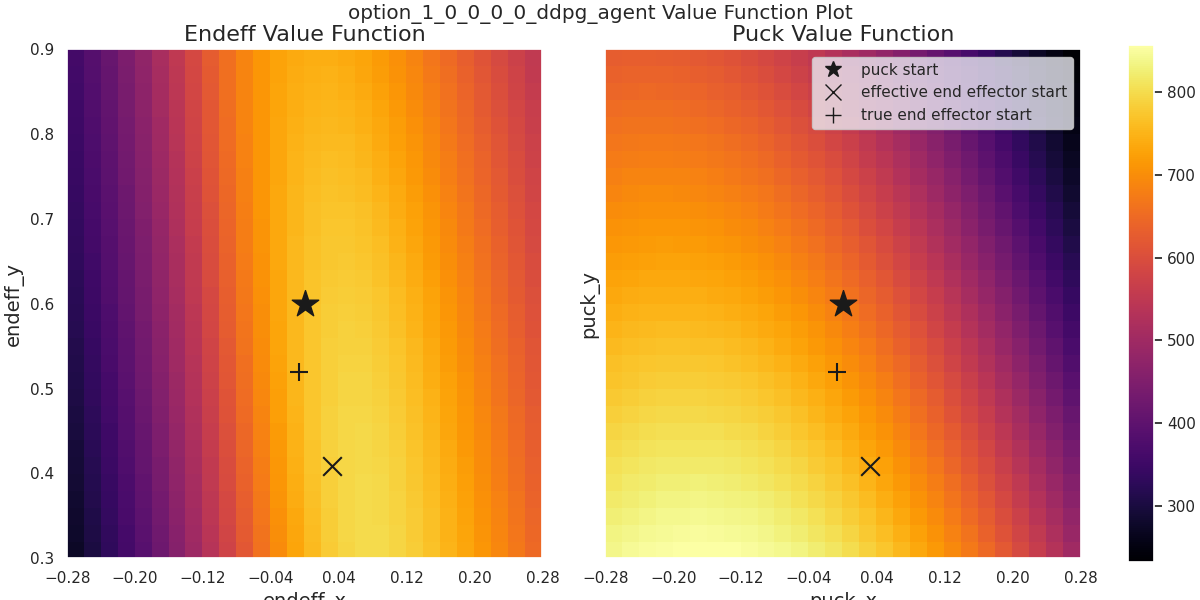 option_1_0_0_0_0_ddpg_agent Value Function Plot
Endeff Value Function
Puck Value Function
puck start
effective end effector start
true end effector start
endeff_y
0.9
0.8
0.7
0.6
0.5
0.4
0.3
−0.28 −0.20 −0.12 −0.04 0.04 0.12 0.20 0.28
endeff_x
puck_y
−0.28 −0.20 −0.12 −0.04 0.04 0.12 0.20 0.28
puck_x
800
700
600
500
400
300